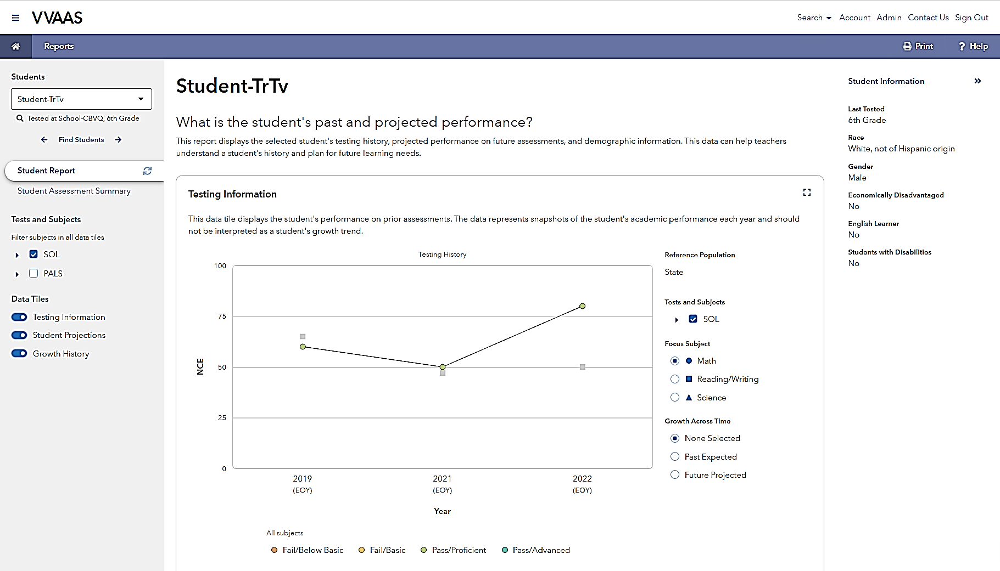 VVAAS
Search Account Admin Contact Us Sign Out
Reports
Print
Help
Students
Student-TrTv
Tested at School-CBVQ, 6th Grade
Find Students
Student Report
Student Assessment Summary
Tests and Subjects
Filter subjects in all data tiles
SOL
PALS
Data Tiles
Testing Information
Student Projections
Growth History
Student-TrTv
What is the student's past and projected performance?
This report displays the selected student's testing history, projected performance on future assessments, and demographic information. This data can help teachers
understand a student's history and plan for future learning needs.
Testing Information
This data tile displays the student's performance on prior assessments. The data represents snapshots of the student's academic performance each year and should
not be interpreted as a student's growth trend.
Testing History
100
75
50
25
0
NCE
2019
(EOY)
2021
(EOY)
2022
(EOY)
Year
All subjects
Fail/Below Basic
Fail/Basic
Pass/Proficient
Pass/Advanced
Reference Population
State
Tests and Subjects
SOL
Focus Subject
Math
Reading/Writing
Science
Growth Across Time
None Selected
Past Expected
Future Projected
Student Information
Last Tested
6th Grade
Race
White, not of Hispanic origin
Gender
Male
Economically Disadvantaged
No
English Learner
No
Students with Disabilities
No